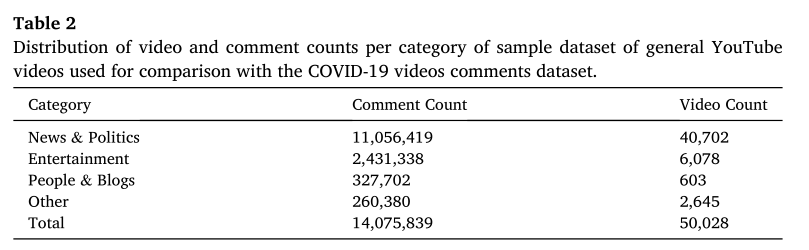 Table 2
Distribution of video and comment counts per category of sample dataset of general YouTube
videos used for comparison with the COVID-19 videos comments dataset.
Category Comment Count Video Count
News & Politics 11,056,419 40,702
Entertainment 2,431,338 6,078
People & Blogs 327,702 603
Other 260,380 2,645
Total 14,075,839 50,028